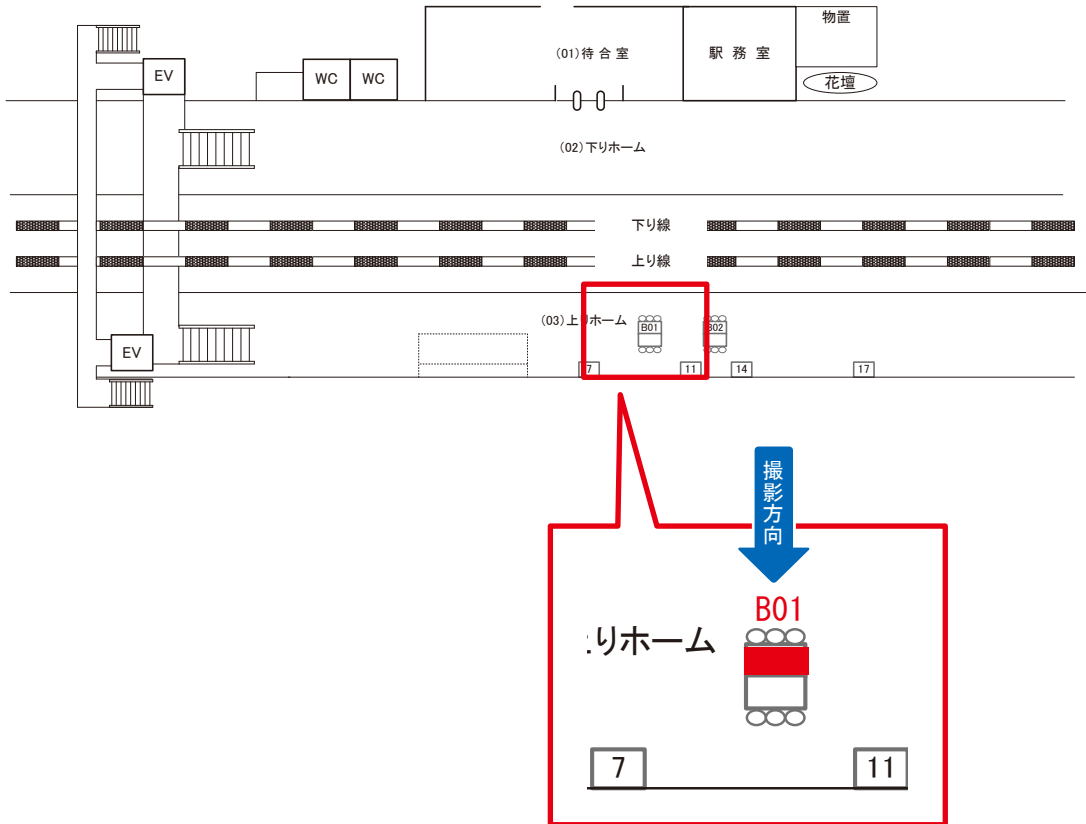 物置
(01)待合室
駅務室
EV
WC
WC
花壇
(02)下りホーム
下り線
上り線
(03)上りホーム
B01
B02
EV
7
11
14
17
撮影方向
B01
上りホーム
7
11